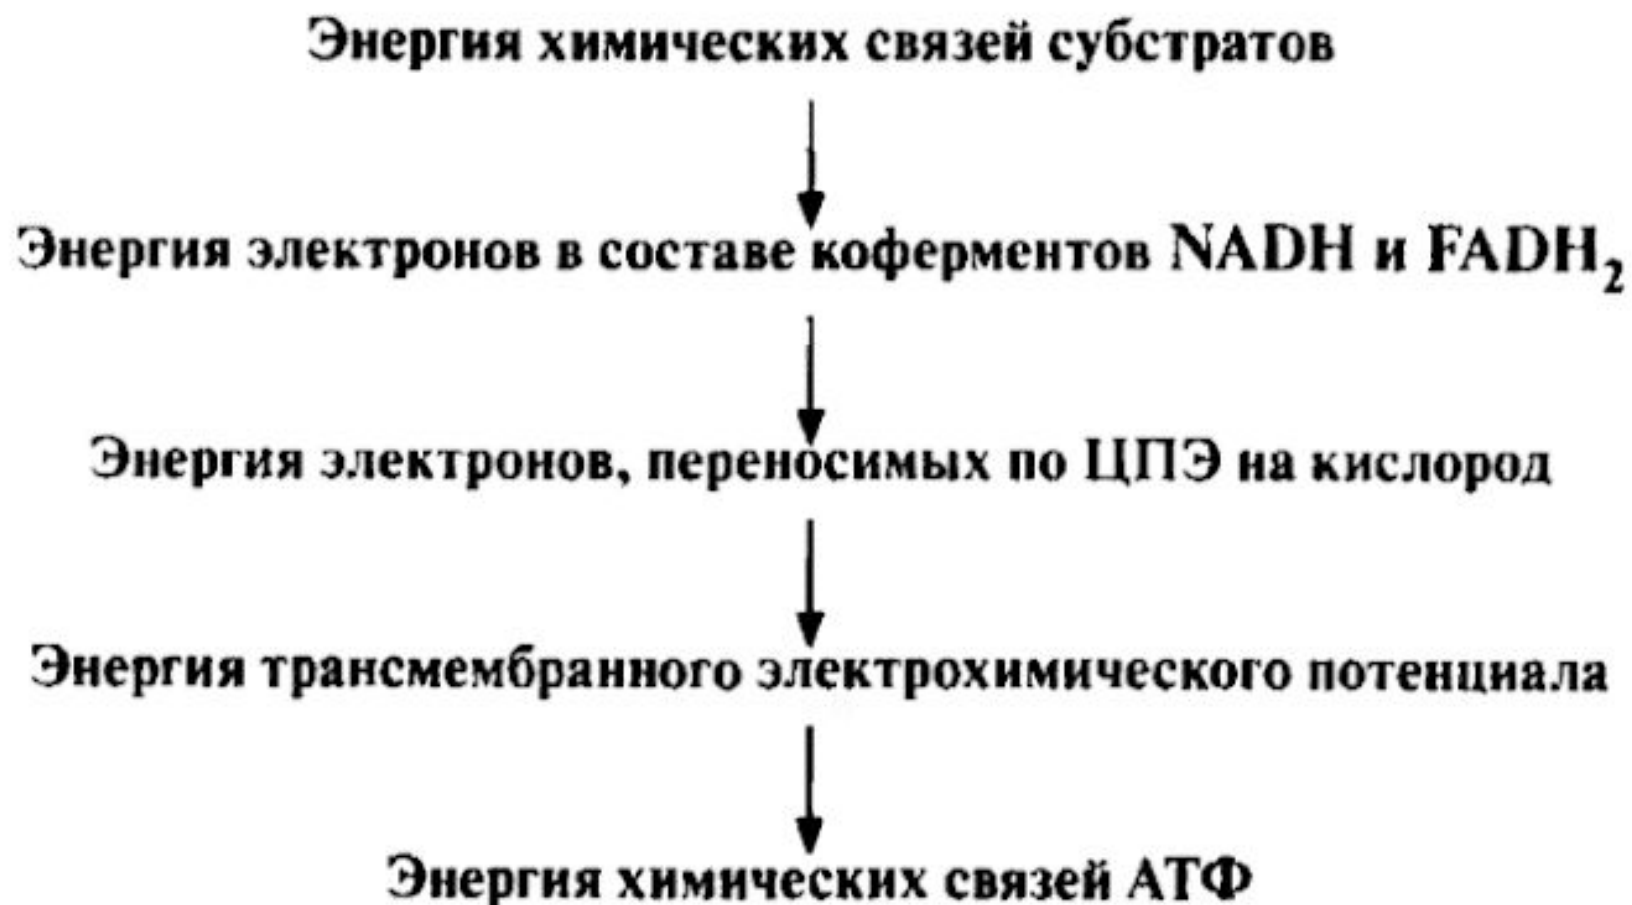 Энергия химических связей субстратов
Энергия электронов в составе коферментов NADH и FADH₂
Энергия электронов, переносимых по ЦПЭ на кислород
Энергия трансмембранного электрохимического потенциала
Энергия химических связей АТФ